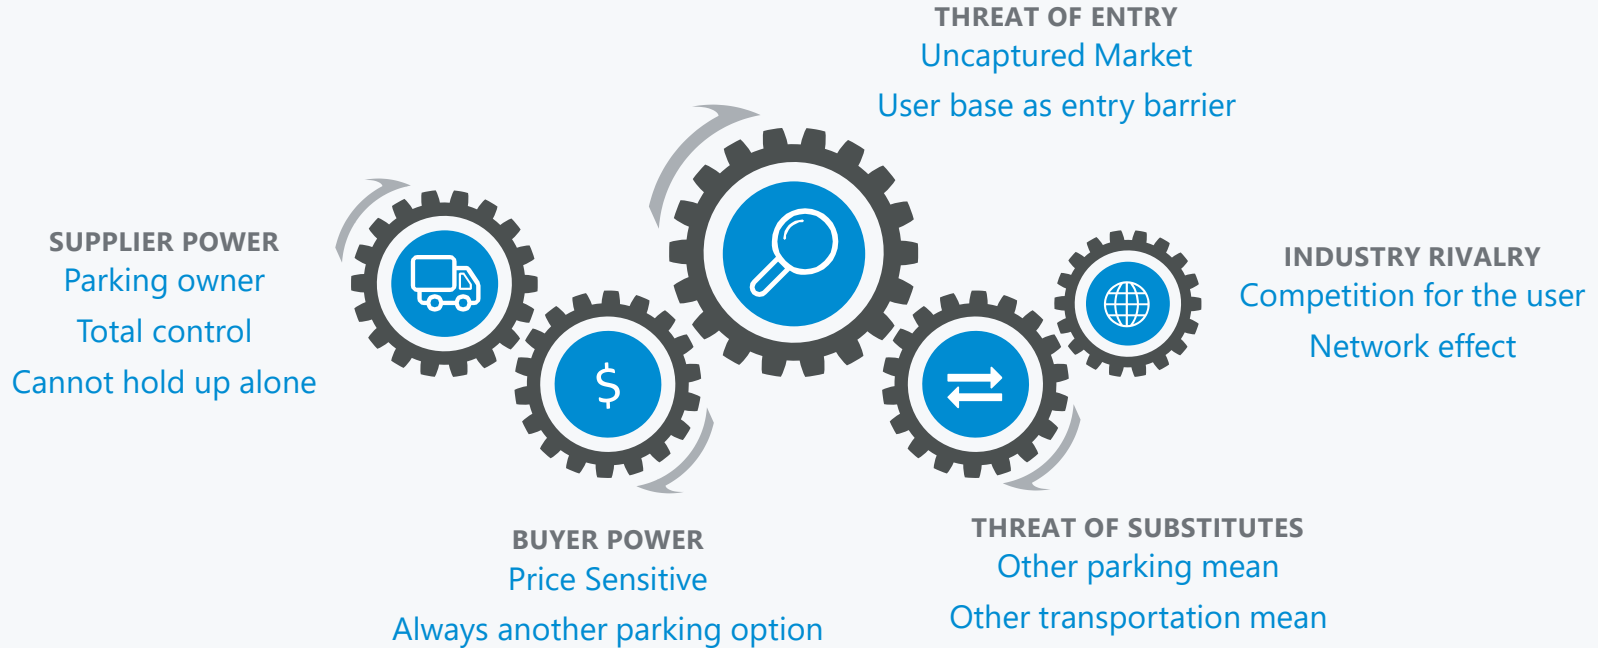 THREAT OF ENTRY
Uncaptured Market
User base as entry barrier
SUPPLIER POWER
Parking owner
Total control
Cannot hold up alone
INDUSTRY RIVALRY
Competition for the user
Network effect
$
BUYER POWER
Price Sensitive
Always another parking option
THREAT OF SUBSTITUTES
Other parking mean
Other transportation mean